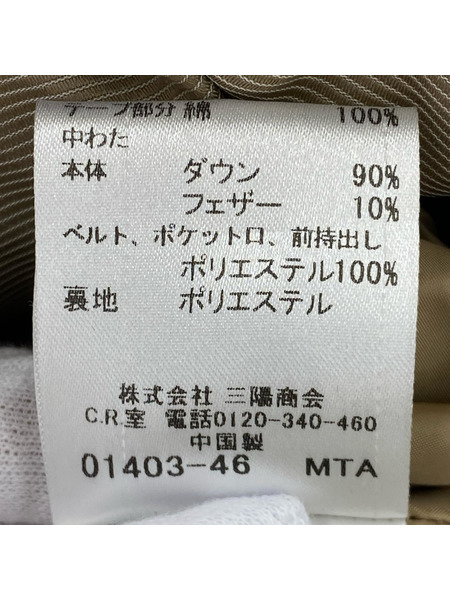 テープ部分 綿 100%
中わた
本体 ダウン 90%
フェザー 10%
ベルト、ポケット口、前持出し
ポリエステル100%
裏地 ポリエステル
株式会社 三陽商会
C.R.室 電話0120-340-460
中国製
01403-46 MTA